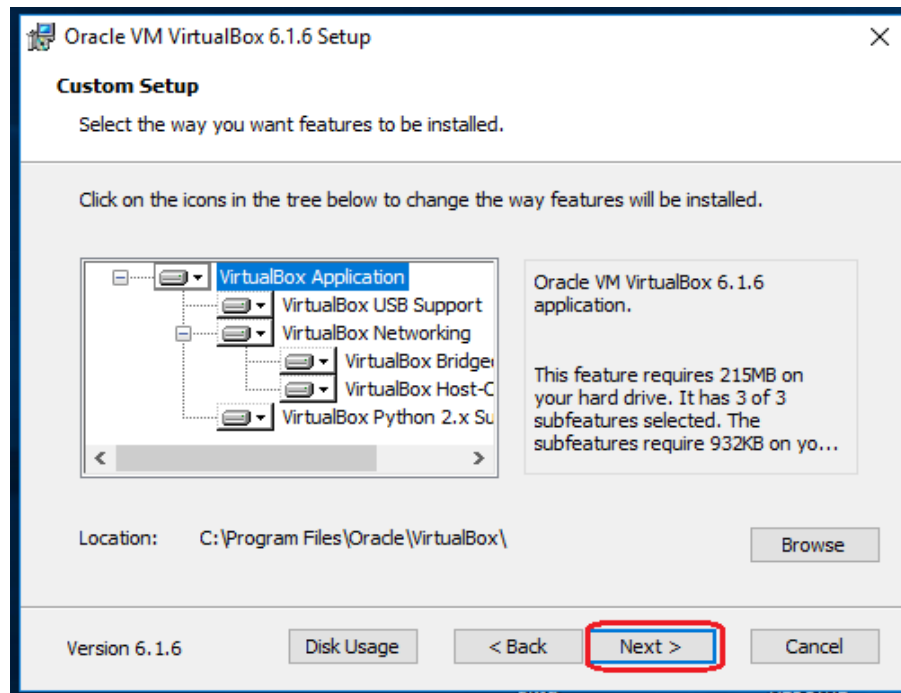 Oracle VM VirtualBox 6.1.6 Setup
Custom Setup
Select the way you want features to be installed.
Click on the icons in the tree below to change the way features will be installed.
VirtualBox Application
VirtualBox USB Support
VirtualBox Networking
VirtualBox Bridge
VirtualBox Host-C
VirtualBox Python 2.x Su
Oracle VM VirtualBox 6.1.6
application.
This feature requires 215MB on
your hard drive. It has 3 of 3
subfeatures selected. The
subfeatures require 932KB on yo...
Location: C:\Program Files\Oracle\VirtualBox\
Browse
Version 6.1.6
Disk Usage
< Back
Next >
Cancel